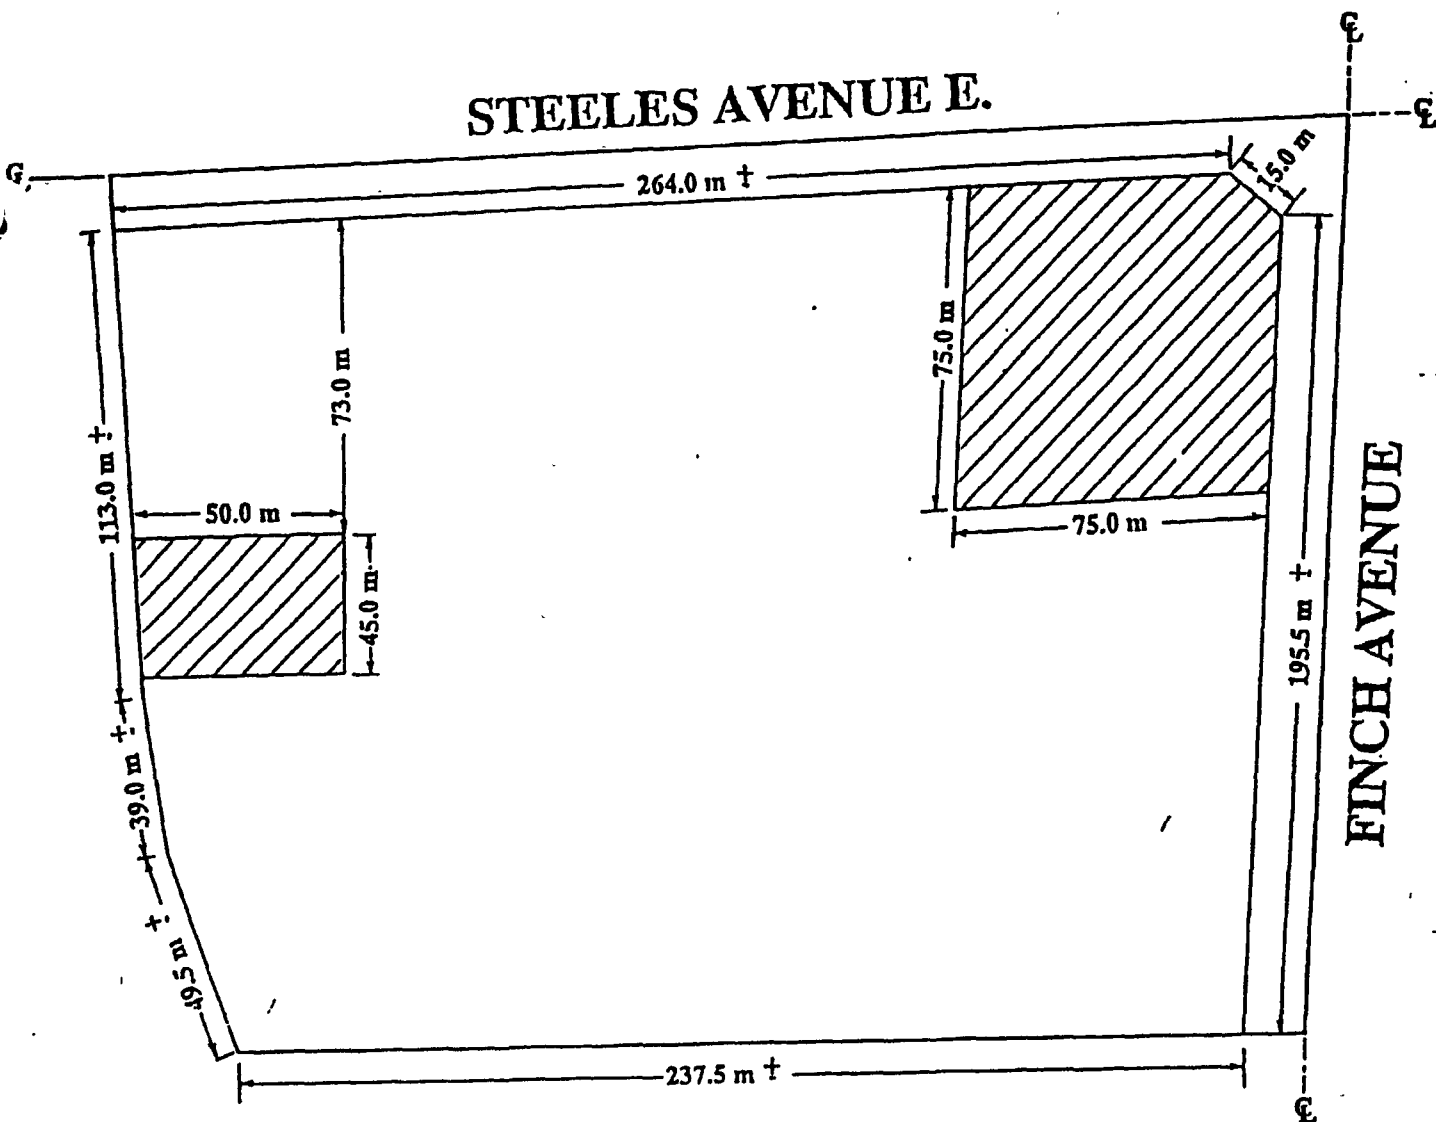 ℄
STEELES AVENUE E.
℄
15.0 m
264.0 m ±
75.0 m
73.0 m
113.0 m ±
50.0 m
75.0 m
45.0 m
195.5 m ±
FINCH AVENUE
39.0 m ±
49.5 m ±
237.5 m ±
℄